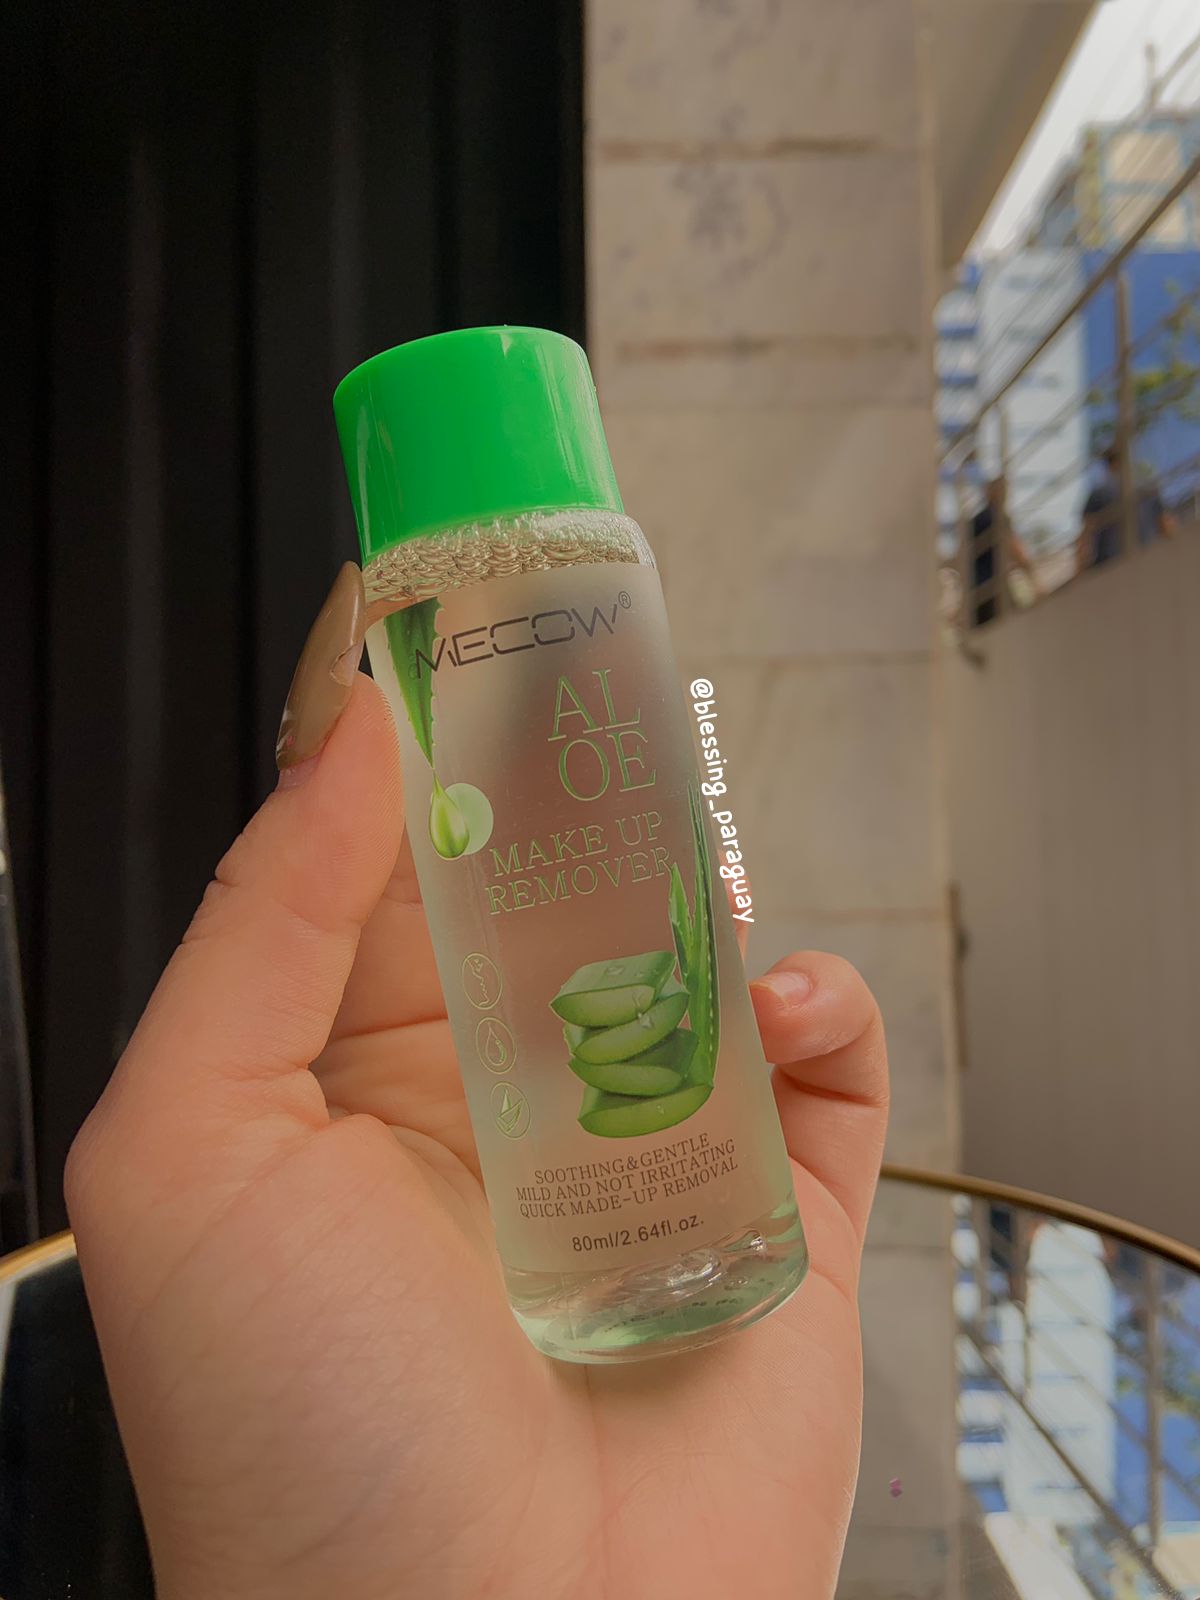 MECOW®
AL
OE
MAKE UP
REMOVER
SOOTHING&GENTLE
MILD AND NOT IRRITATING
QUICK MADE-UP REMOVAL
80ml/2.64fl.oz.
@blessing_paraguay